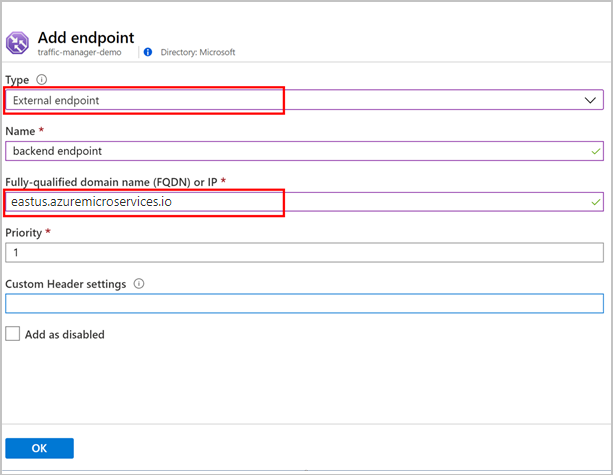 Add endpoint
traffic-manager-demo Directory: Microsoft
Type
External endpoint
Name *
backend endpoint
Fully-qualified domain name (FQDN) or IP *
eastus.azuremicroservices.io
Priority *
1
Custom Header settings
Add as disabled
OK